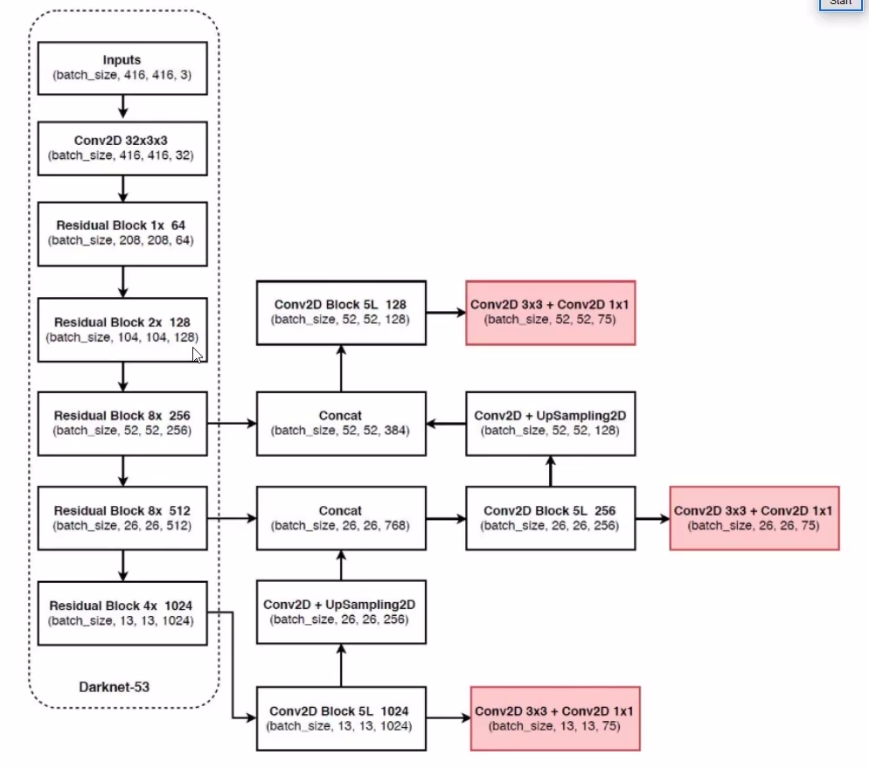 Start
Inputs
(batch_size, 416, 416, 3)
Conv2D 32x3x3
(batch_size, 416, 416, 32)
Residual Block 1x 64
(batch_size, 208, 208, 64)
Residual Block 2x 128
(batch_size, 104, 104, 128)
Residual Block 8x 256
(batch_size, 52, 52, 256)
Residual Block 8x 512
(batch_size, 26, 26, 512)
Residual Block 4x 1024
(batch_size, 13, 13, 1024)
Darknet-53
Conv2D Block 5L 128
(batch_size, 52, 52, 128)
Conv2D 3x3 + Conv2D 1x1
(batch_size, 52, 52, 75)
Concat
(batch_size, 52, 52, 384)
Conv2D + UpSampling2D
(batch_size, 52, 52, 128)
Concat
(batch_size, 26, 26, 768)
Conv2D Block 5L 256
(batch_size, 26, 26, 256)
Conv2D 3x3 + Conv2D 1x1
(batch_size, 26, 26, 75)
Conv2D + UpSampling2D
(batch_size, 26, 26, 256)
Conv2D Block 5L 1024
(batch_size, 13, 13, 1024)
Conv2D 3x3 + Conv2D 1x1
(batch_size, 13, 13, 75)